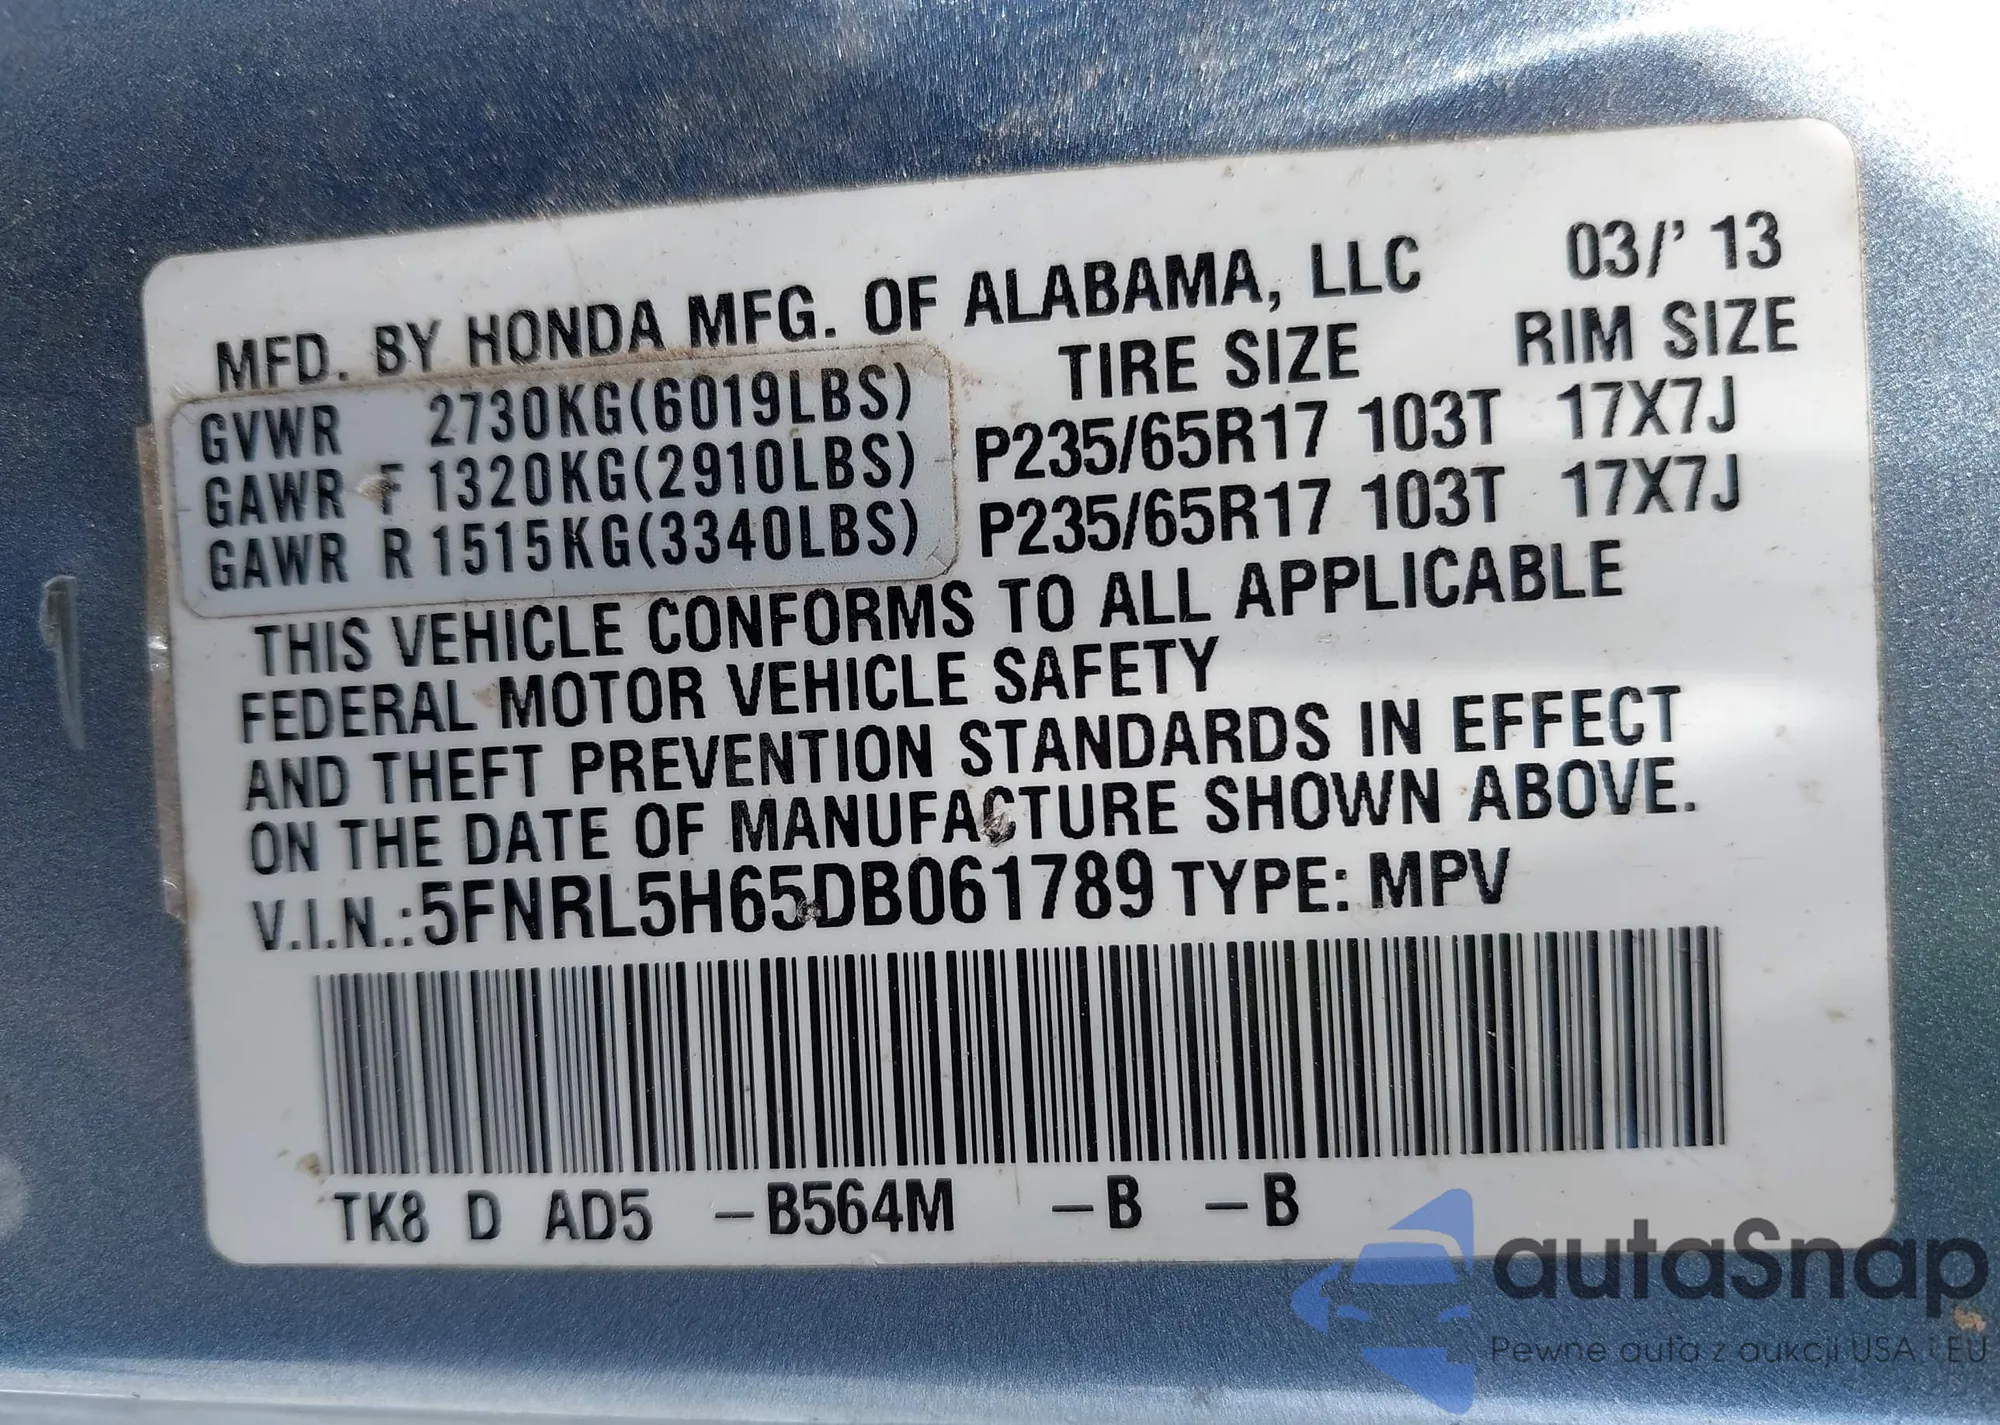 MFD. BY HONDA MFG. OF ALABAMA, LLC 03/' 13
TIRE SIZE RIM SIZE
GVWR 2730KG(6019LBS)
GAWR F 1320KG(2910LBS) P235/65R17 103T 17X7J
GAWR R 1515KG(3340LBS) P235/65R17 103T 17X7J
THIS VEHICLE CONFORMS TO ALL APPLICABLE
FEDERAL MOTOR VEHICLE SAFETY
AND THEFT PREVENTION STANDARDS IN EFFECT
ON THE DATE OF MANUFACTURE SHOWN ABOVE.
V.I.N.:5FNRL5H65DB061789 TYPE: MPV
TK8 D AD5 -B564M -B -B
autaSnap
Pewne auta z aukcji USA i EU